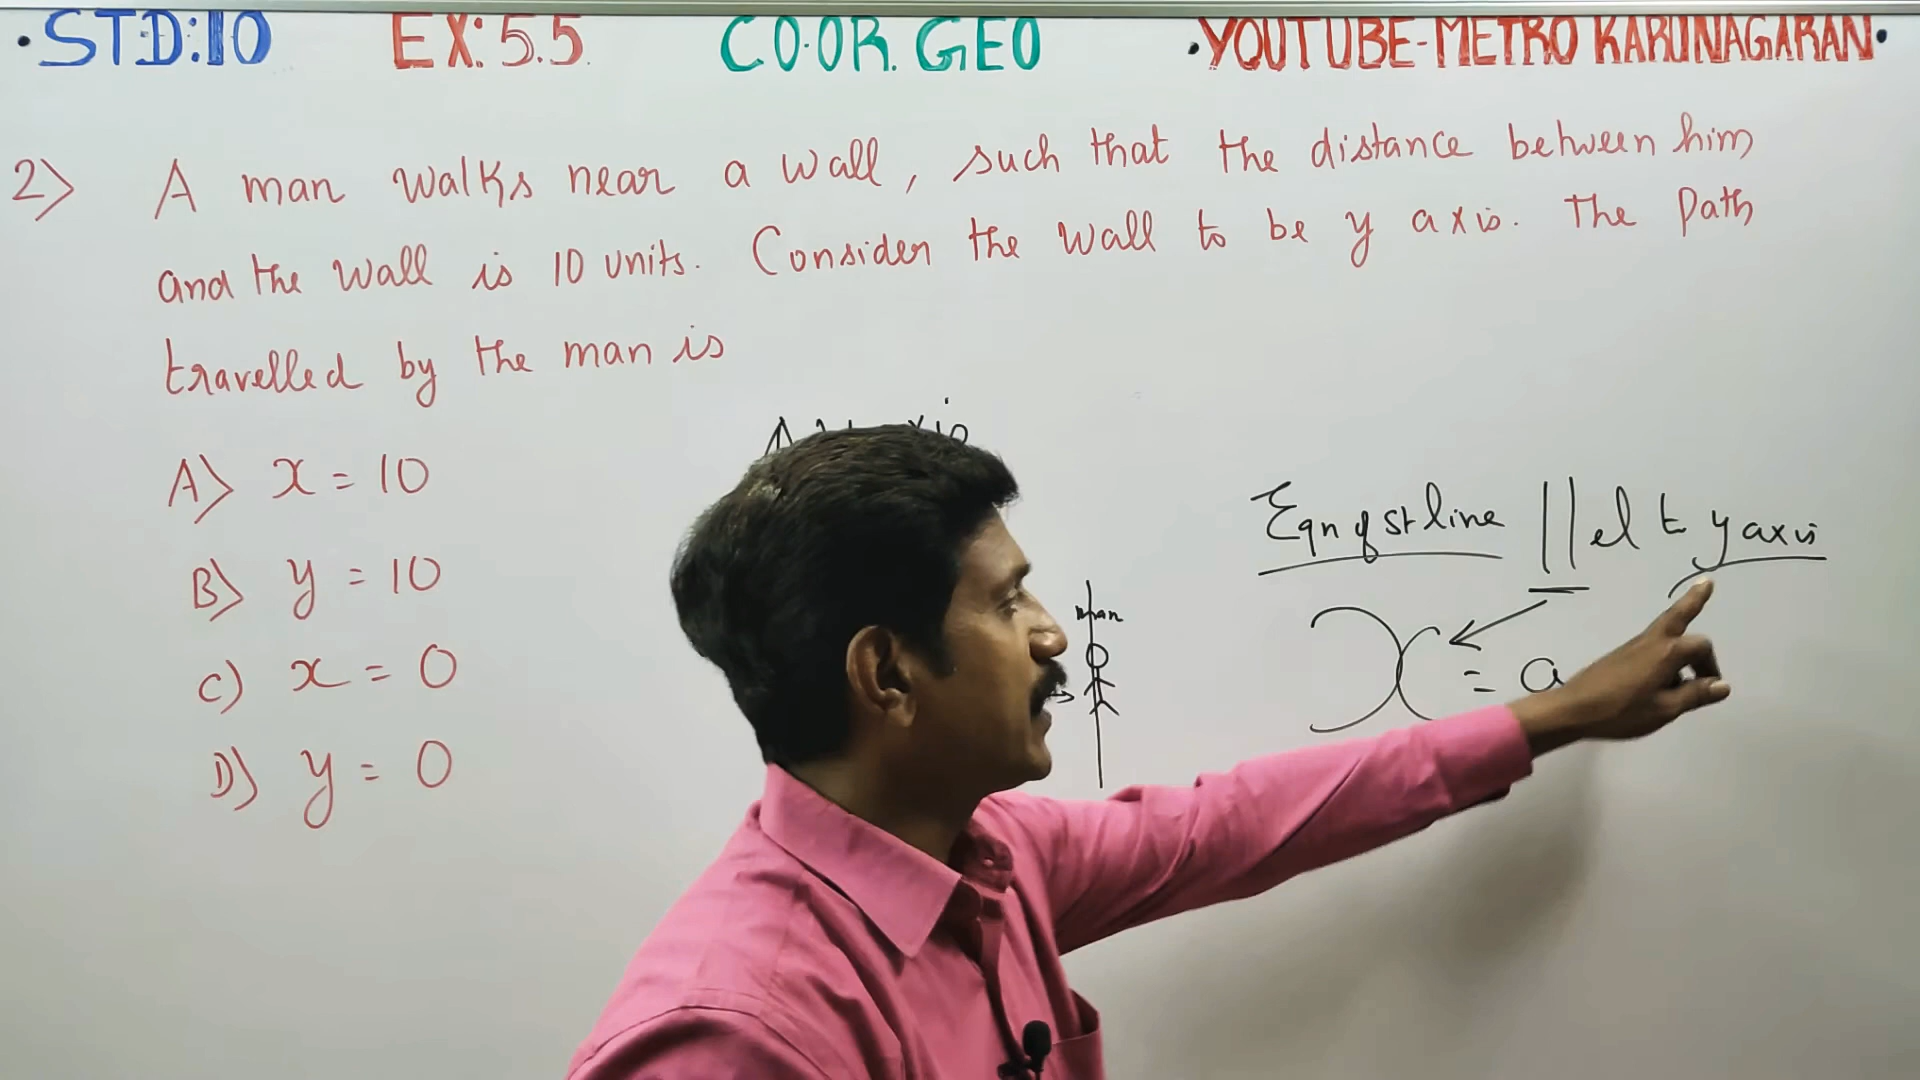 •STD:10 EX:5.5 CO.OR.GEO •YOUTUBE-METRO KARUNAGARAN•
2) A man walks near a wall, such that the distance between him
and the wall is 10 units. Consider the wall to be y axis. The Path
travelled by the man is
A) x = 10
B) y = 10
C) x = 0
D) y = 0
man
Eqn of st line ||el to y axis
x = a